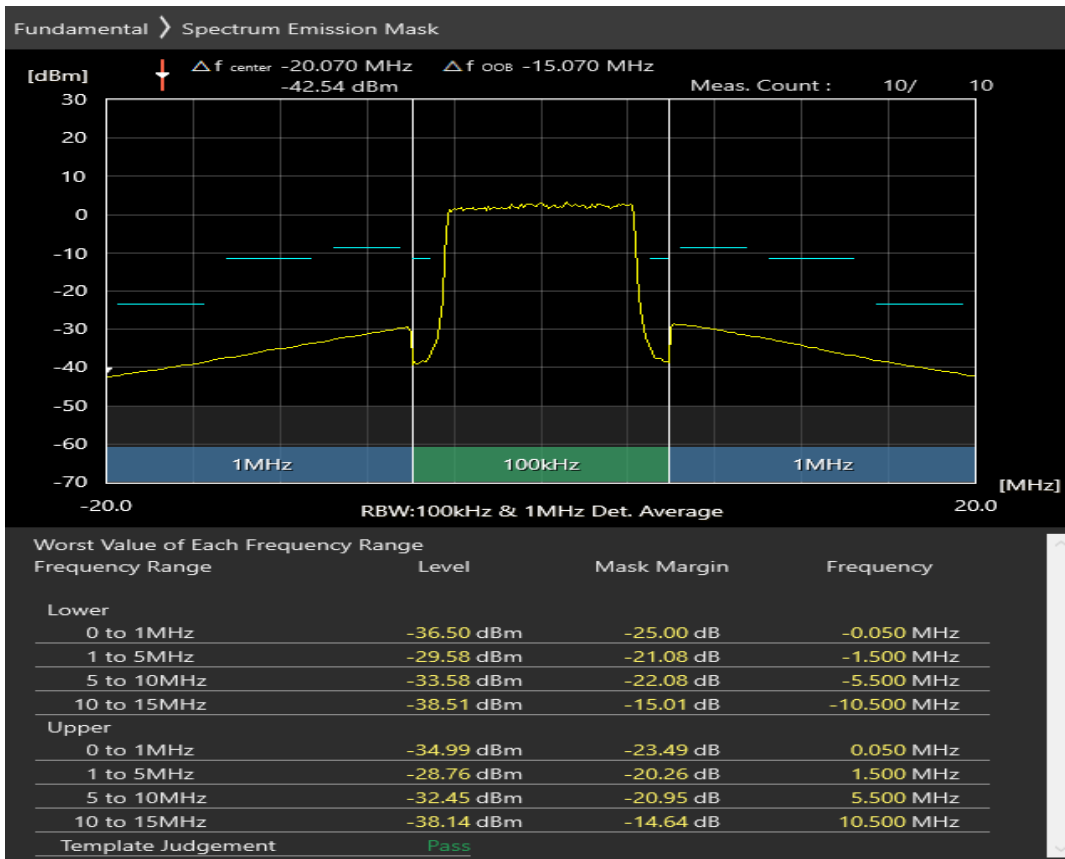 Fundamental ❯ Spectrum Emission Mask
△f center -20.070 MHz △f OOB -15.070 MHz
[dBm] -42.54 dBm Meas. Count : 10/ 10
30
20
10
0
-10
-20
-30
-40
-50
-60
1MHz 100kHz 1MHz
-70
[MHz]
-20.0 RBW:100kHz & 1MHz Det. Average 20.0
Worst Value of Each Frequency Range
Frequency Range Level Mask Margin Frequency
Lower
0 to 1MHz -36.50 dBm -25.00 dB -0.050 MHz
1 to 5MHz -29.58 dBm -21.08 dB -1.500 MHz
5 to 10MHz -33.58 dBm -22.08 dB -5.500 MHz
10 to 15MHz -38.51 dBm -15.01 dB -10.500 MHz
Upper
0 to 1MHz -34.99 dBm -23.49 dB 0.050 MHz
1 to 5MHz -28.76 dBm -20.26 dB 1.500 MHz
5 to 10MHz -32.45 dBm -20.95 dB 5.500 MHz
10 to 15MHz -38.14 dBm -14.64 dB 10.500 MHz
Template Judgement Pass